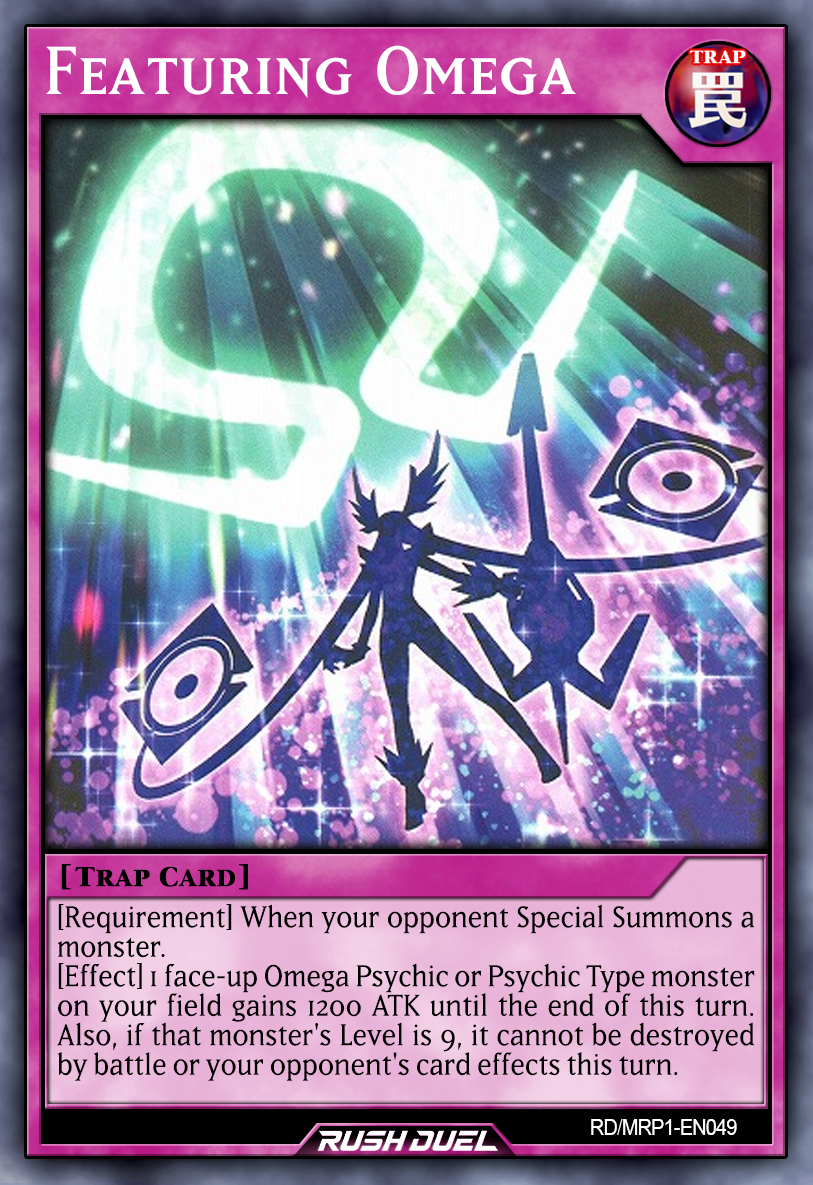 Featuring Omega
TRAP
罠
[Trap Card]
[Requirement] When your opponent Special Summons a
monster.
[Effect] 1 face-up Omega Psychic or Psychic Type monster
on your field gains 1200 ATK until the end of this turn.
Also, if that monster's Level is 9, it cannot be destroyed
by battle or your opponent's card effects this turn.
RD/MRP1-EN049
RUSH DUEL